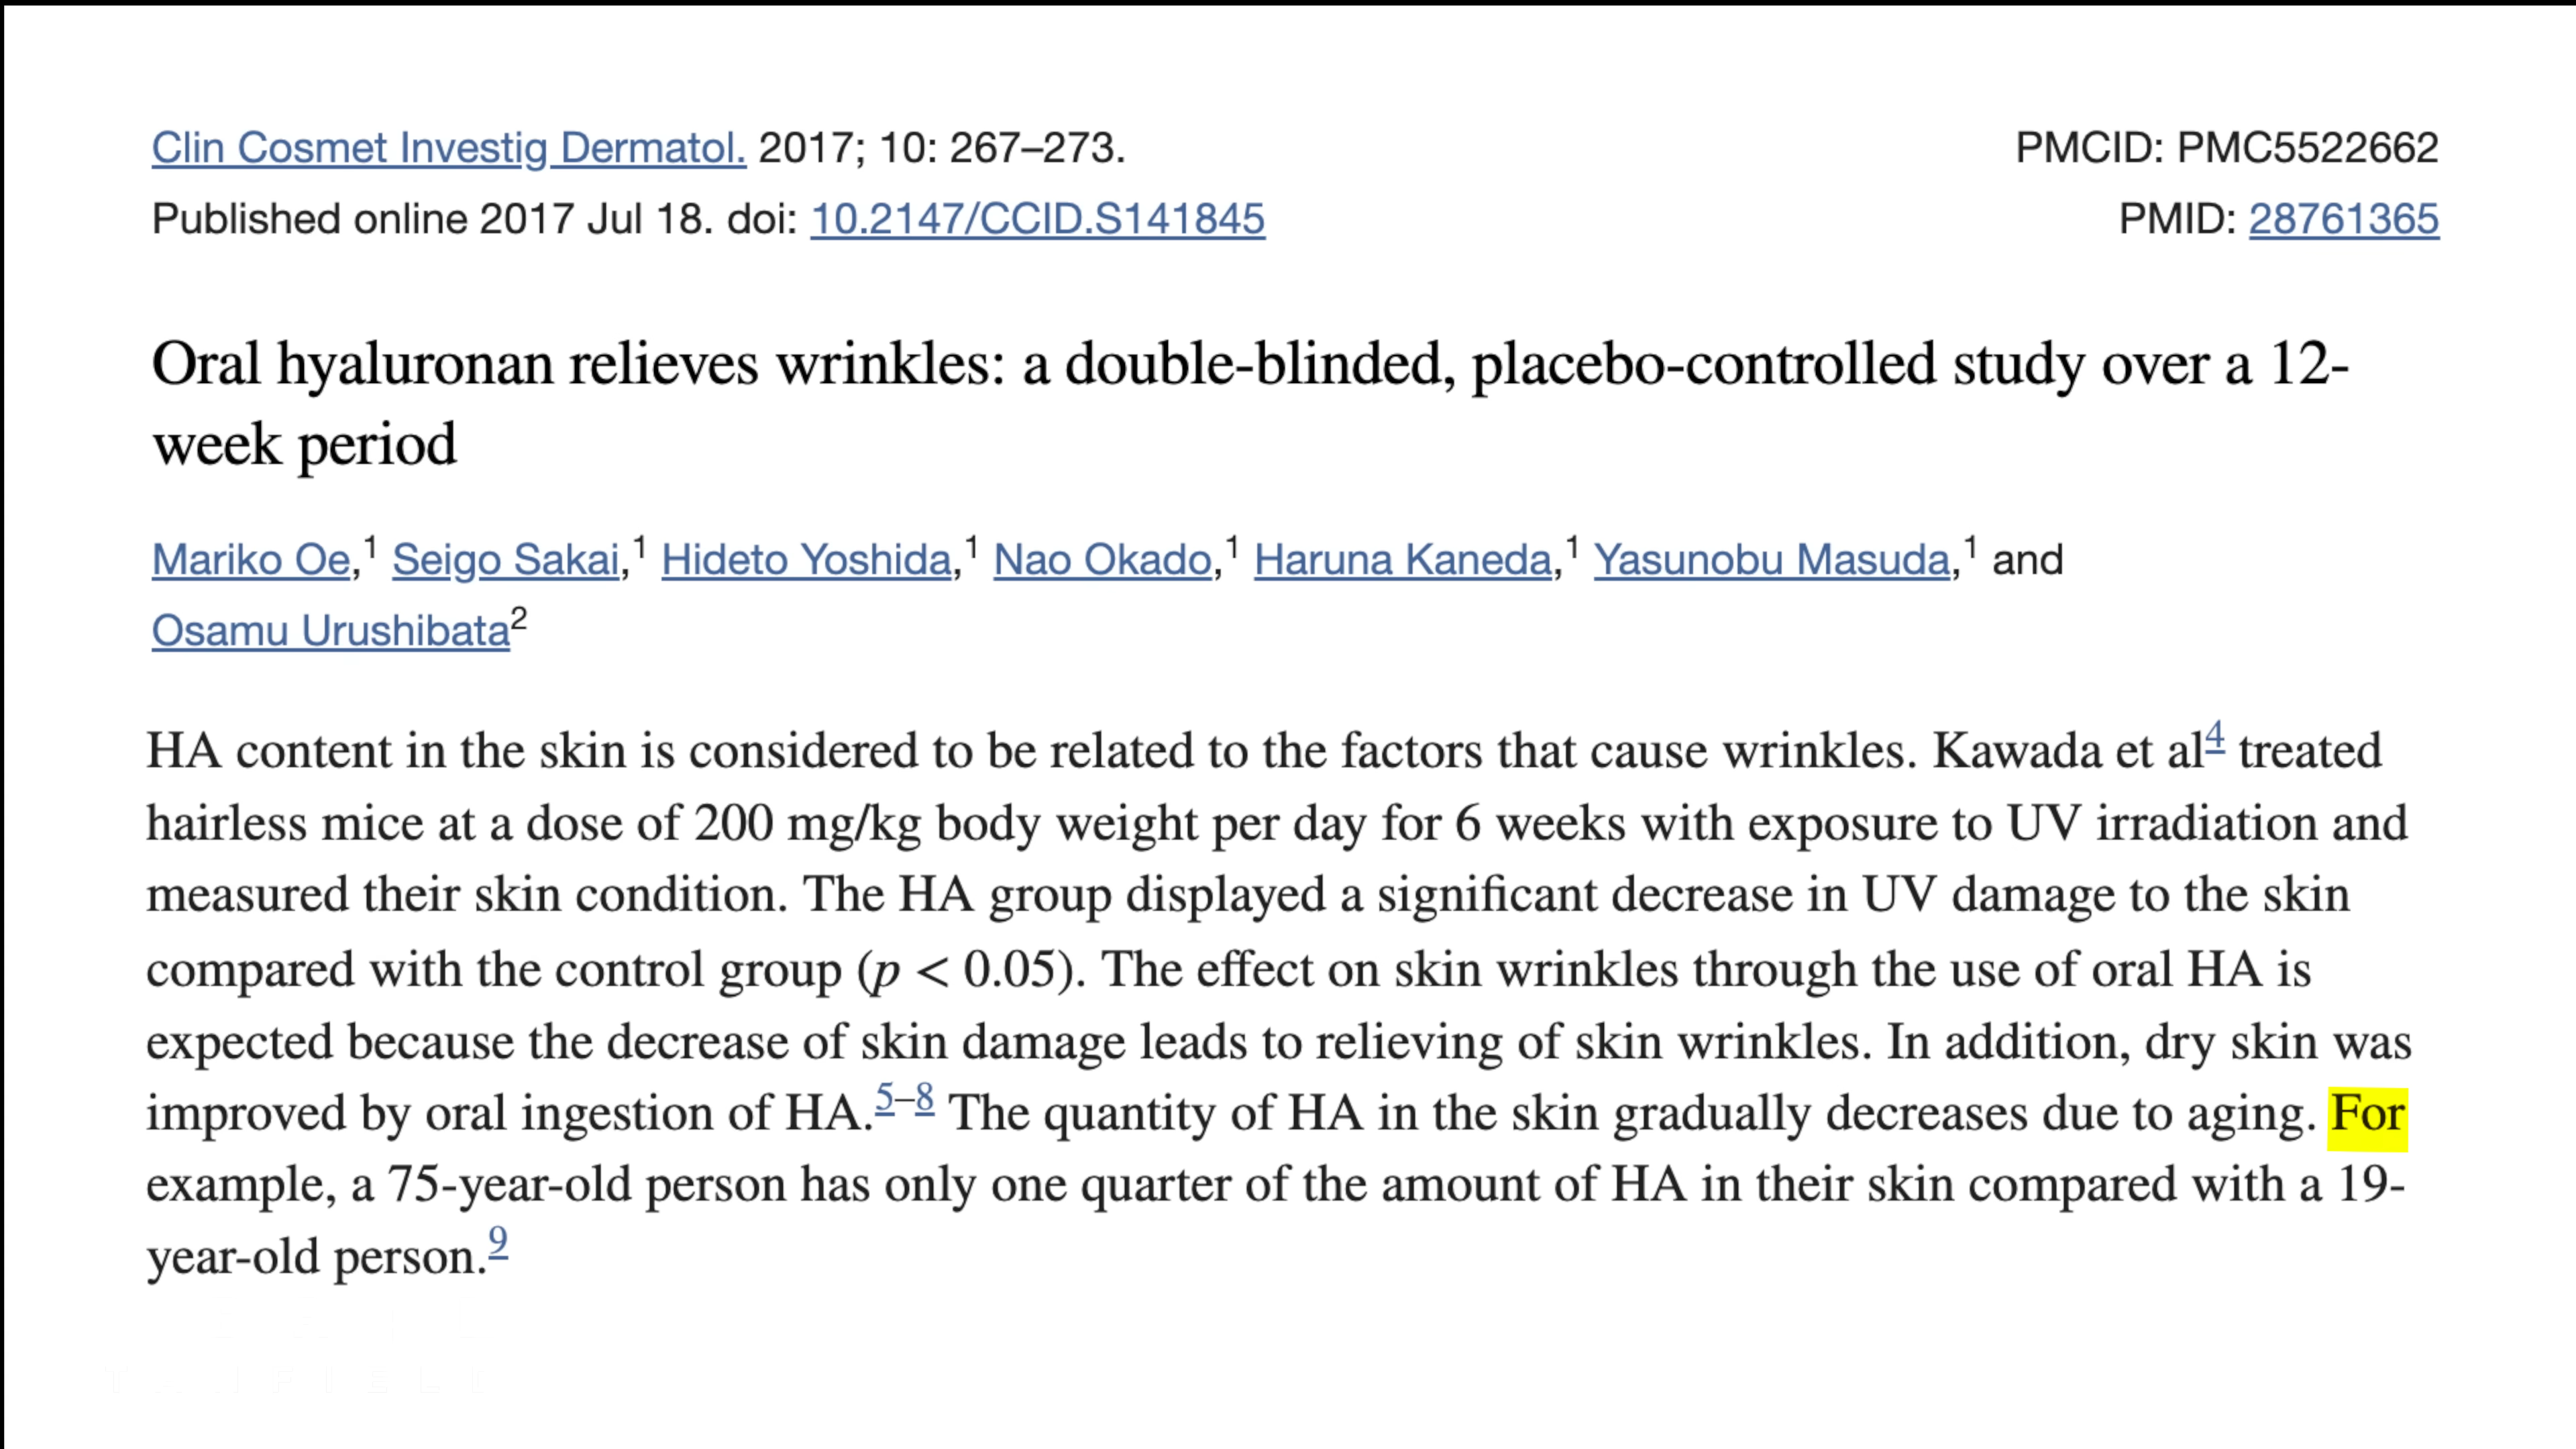 Clin Cosmet Investig Dermatol. 2017; 10: 267–273.
PMCID: PMC5522662
Published online 2017 Jul 18. doi: 10.2147/CCID.S141845
PMID: 28761365
Oral hyaluronan relieves wrinkles: a double-blinded, placebo-controlled study over a 12-
week period
Mariko Oe,1 Seigo Sakai,1 Hideto Yoshida,1 Nao Okado,1 Haruna Kaneda,1 Yasunobu Masuda,1 and
Osamu Urushibata2
HA content in the skin is considered to be related to the factors that cause wrinkles. Kawada et al4 treated
hairless mice at a dose of 200 mg/kg body weight per day for 6 weeks with exposure to UV irradiation and
measured their skin condition. The HA group displayed a significant decrease in UV damage to the skin
compared with the control group (p < 0.05). The effect on skin wrinkles through the use of oral HA is
expected because the decrease of skin damage leads to relieving of skin wrinkles. In addition, dry skin was
improved by oral ingestion of HA.5–8 The quantity of HA in the skin gradually decreases due to aging. For
example, a 75-year-old person has only one quarter of the amount of HA in their skin compared with a 19-
year-old person.9